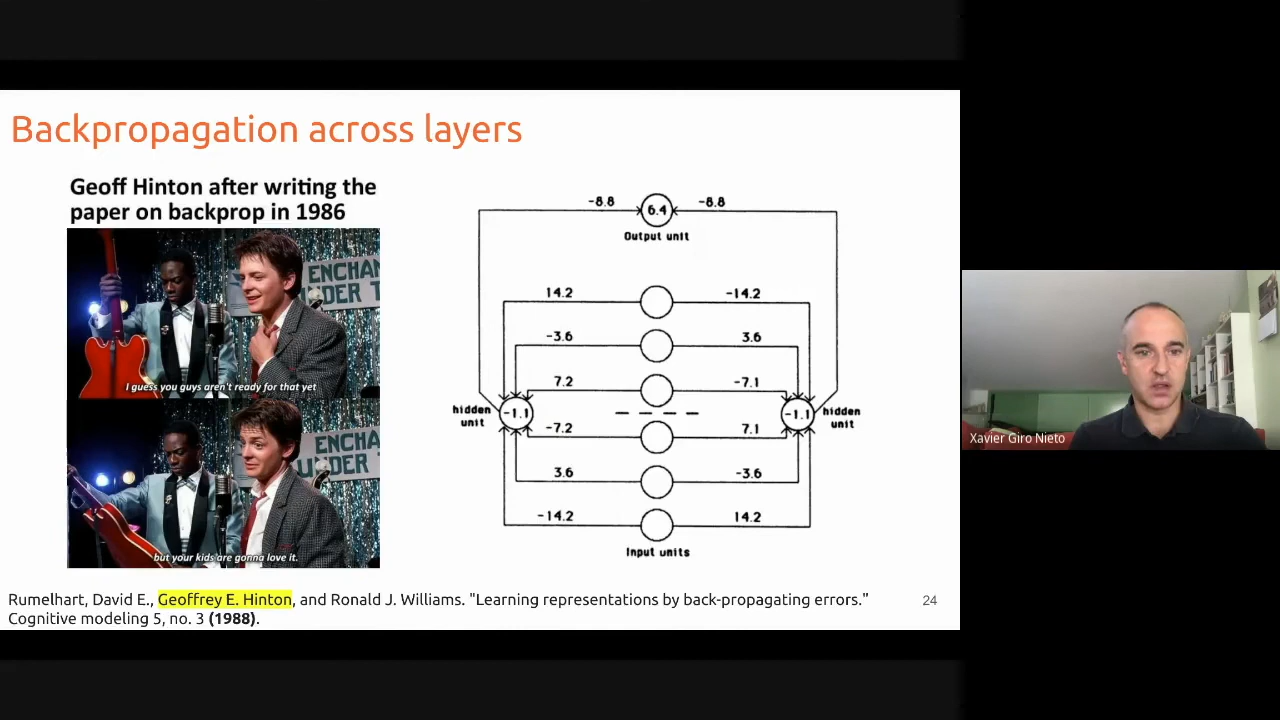 Backpropagation across layers
Geoff Hinton after writing the
paper on backprop in 1986
ENCHA
NDER T
I guess you guys aren't ready for that yet
ENCHA
UNDER T
but your kids are gonna love it.
-8.8
6.4
-8.8
Output unit
14.2
-14.2
-3.6
3.6
7.2
-7.1
hidden
unit
-1.1
-1.1
hidden
unit
-7.2
7.1
3.6
-3.6
-14.2
14.2
Input units
Rumelhart, David E., Geoffrey E. Hinton, and Ronald J. Williams. "Learning representations by back-propagating errors."
Cognitive modeling 5, no. 3 (1988).
24
Xavier Giro Nieto